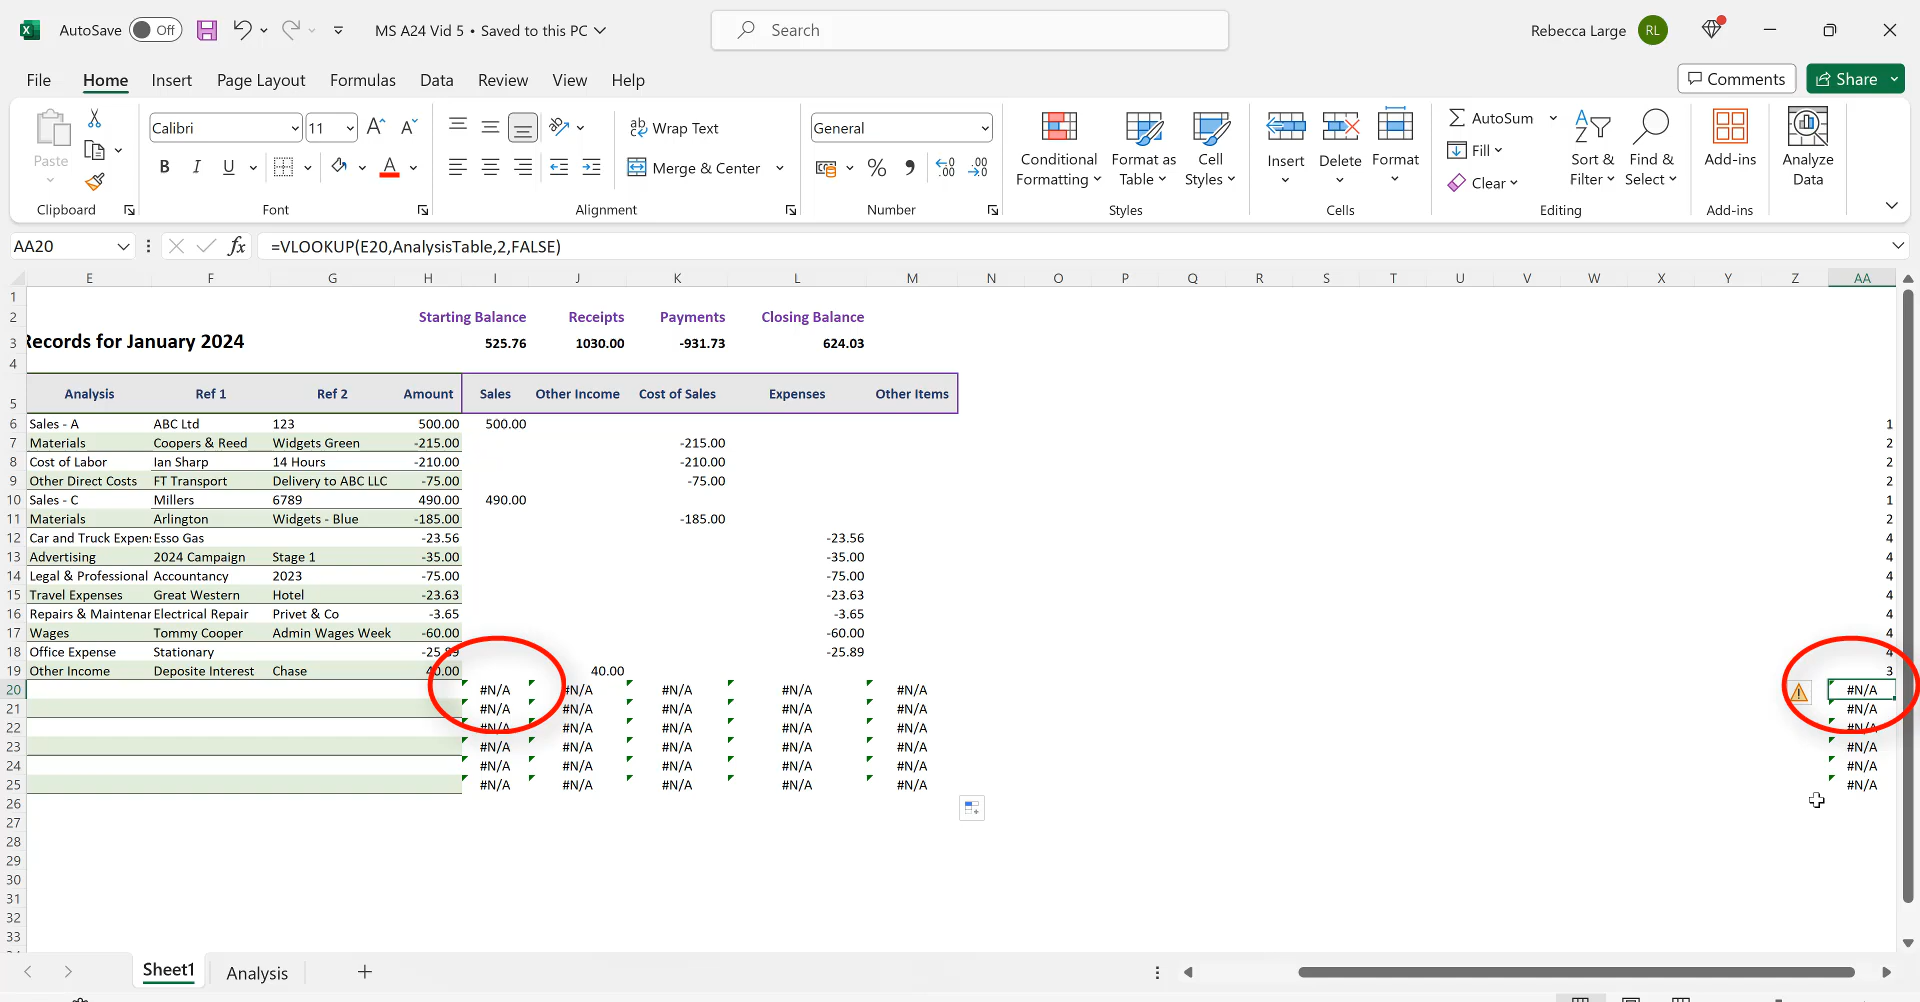 AutoSave Off MS A24 Vid 5 • Saved to this PC Search Rebecca Large RL
File Home Insert Page Layout Formulas Data Review View Help Comments Share
Paste Calibri 11 B I U A Wrap Text Merge & Center General % Conditional Formatting Format as Table Cell Styles Insert Delete Format AutoSum Fill Clear Sort & Filter Find & Select Add-ins Analyze Data
Clipboard Font Alignment Number Styles Cells Editing Add-ins
AA20 fx =VLOOKUP(E20,AnalysisTable,2,FALSE)
E F G H I J K L M N O P Q R S T U V W X Y Z AA
1
2 Starting Balance Receipts Payments Closing Balance
3 Records for January 2024 525.76 1030.00 -931.73 624.03
4
5 Analysis Ref 1 Ref 2 Amount Sales Other Income Cost of Sales Expenses Other Items
6 Sales - A ABC Ltd 123 500.00 500.00 1
7 Materials Coopers & Reed Widgets Green -215.00 -215.00 2
8 Cost of Labor Ian Sharp 14 Hours -210.00 -210.00 2
9 Other Direct Costs FT Transport Delivery to ABC LLC -75.00 -75.00 2
10 Sales - C Millers 6789 490.00 490.00 1
11 Materials Arlington Widgets - Blue -185.00 -185.00 2
12 Car and Truck Expen Esso Gas -23.56 -23.56 4
13 Advertising 2024 Campaign Stage 1 -35.00 -35.00 4
14 Legal & Professional Accountancy 2023 -75.00 -75.00 4
15 Travel Expenses Great Western Hotel -23.63 -23.63 4
16 Repairs & Maintenar Electrical Repair Privet & Co -3.65 -3.65 4
17 Wages Tommy Cooper Admin Wages Week -60.00 -60.00 4
18 Office Expense Stationary -25.89 -25.89 4
19 Other Income Deposite Interest Chase 40.00 40.00 3
20 #N/A #N/A #N/A #N/A #N/A #N/A
21 #N/A #N/A #N/A #N/A #N/A #N/A
22 #N/A #N/A #N/A #N/A #N/A #N/A
23 #N/A #N/A #N/A #N/A #N/A #N/A
24 #N/A #N/A #N/A #N/A #N/A #N/A
25 #N/A #N/A #N/A #N/A #N/A #N/A
26
27
28
29
30
31
32
33
Sheet1 Analysis